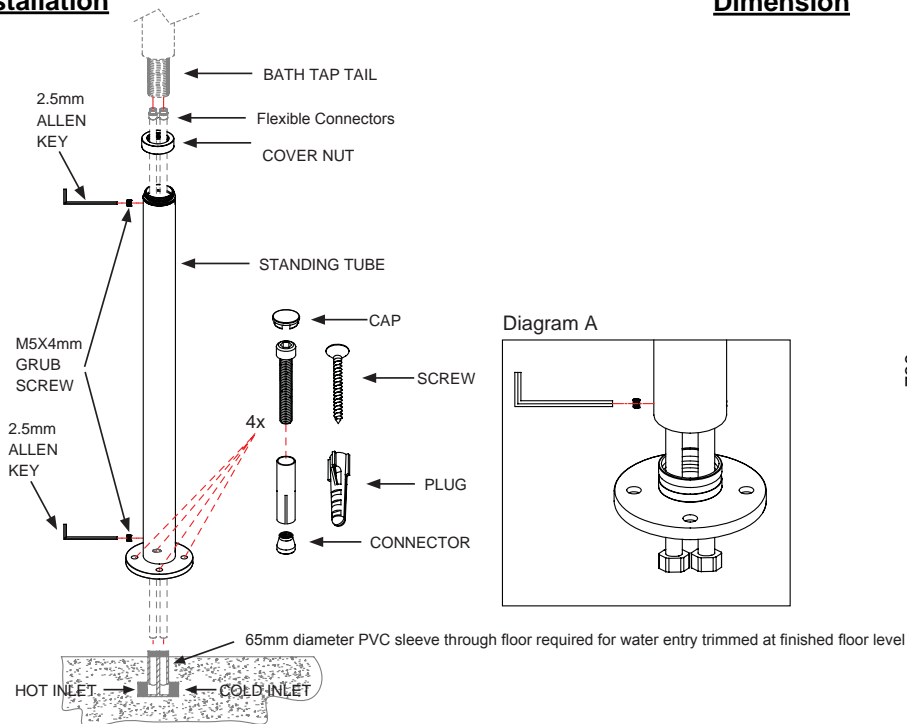 stallation
Dimension
BATH TAP TAIL
2.5mm
ALLEN
KEY
Flexible Connectors
COVER NUT
STANDING TUBE
CAP
Diagram A
M5X4mm
GRUB
SCREW
SCREW
4x
2.5mm
ALLEN
KEY
PLUG
CONNECTOR
65mm diameter PVC sleeve through floor required for water entry trimmed at finished floor level
HOT INLET
COLD INLET